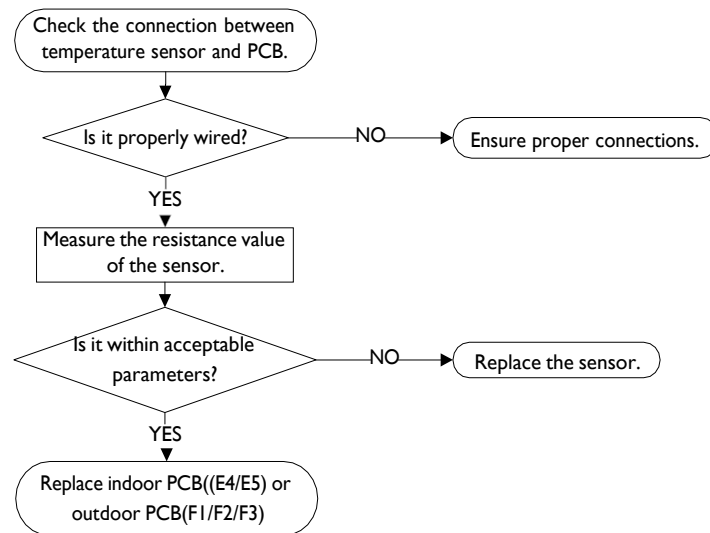 Check the connection between
temperature sensor and PCB.
Is it properly wired?
NO
Ensure proper connections.
YES
Measure the resistance value
of the sensor.
Is it within acceptable
parameters?
NO
Replace the sensor.
YES
Replace indoor PCB((E4/E5) or
outdoor PCB(F1/F2/F3)